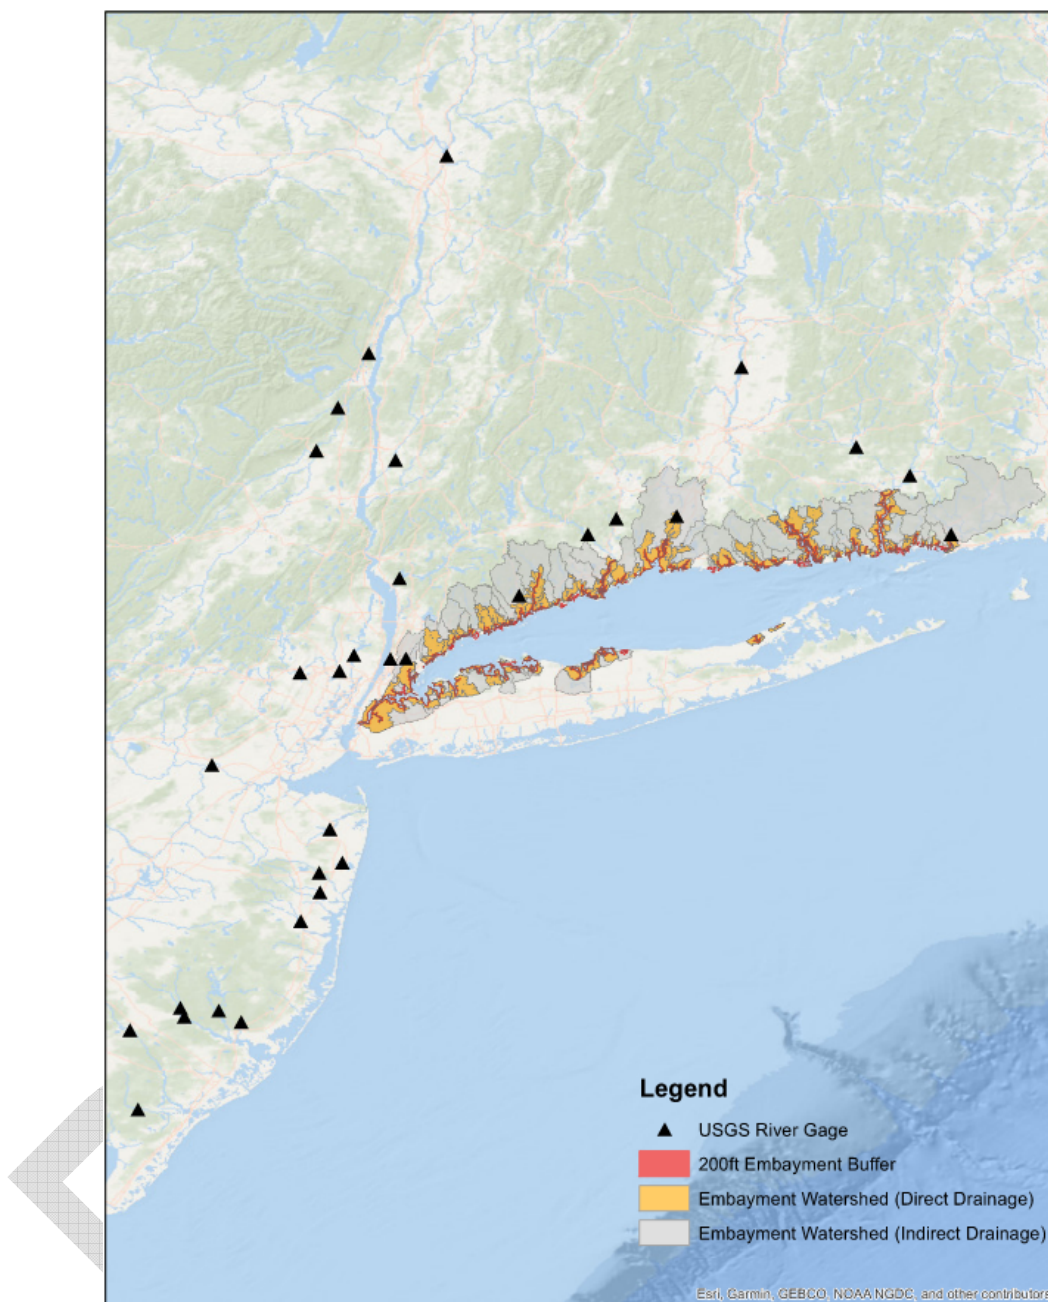 Legend
USGS River Gage
200ft Embayment Buffer
Embayment Watershed (Direct Drainage)
Embayment Watershed (Indirect Drainage)
Esri, Garmin, GEBCO, NOAA NGDC, and other contributors